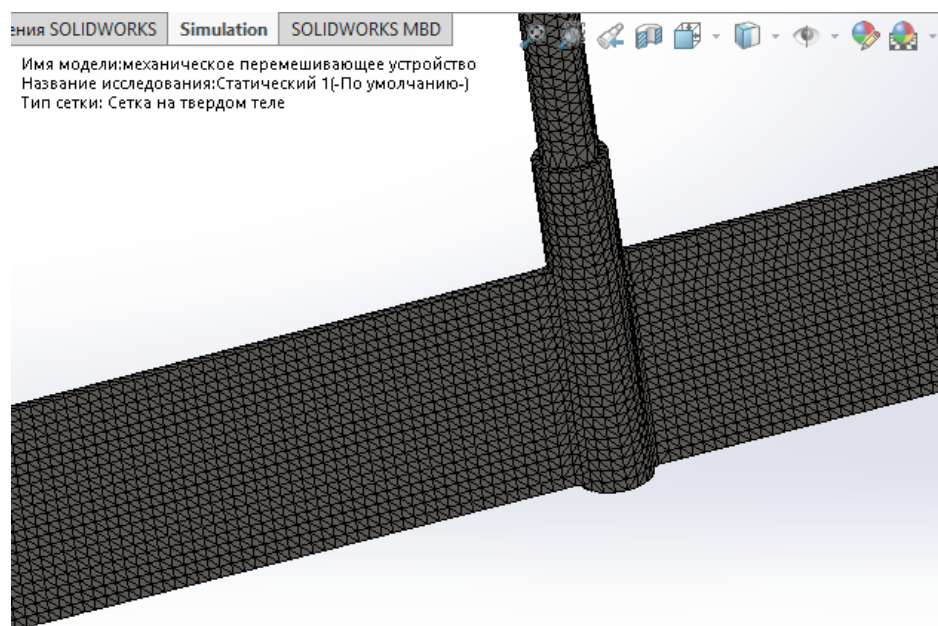 ения SOLIDWORKS Simulation SOLIDWORKS MBD
Имя модели:механическое перемешивающее устройство
Название исследования:Статический 1(-По умолчанию-)
Тип сетки: Сетка на твердом теле